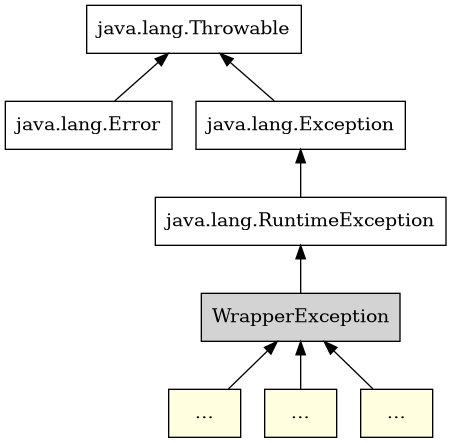 java.lang.Throwable
java.lang.Error
java.lang.Exception
java.lang.RuntimeException
WrapperException
...
...
...